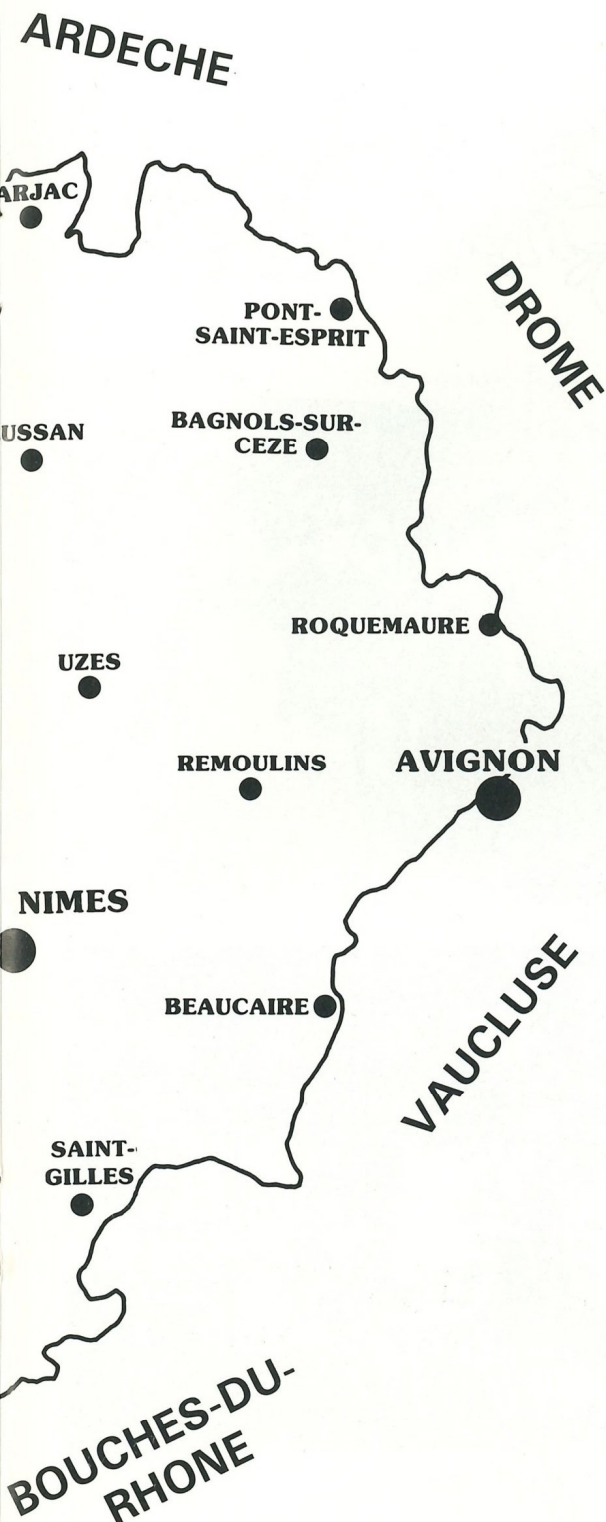 ARDECHE
ARJAC
DROME
PONT-
SAINT-ESPRIT
BAGNOLS-SUR-
CEZE
USSAN
ROQUEMAURE
UZES
REMOULINS
AVIGNON
NIMES
VAUCLUSE
BEAUCAIRE
SAINT-
GILLES
BOUCHES-DU-
RHONE